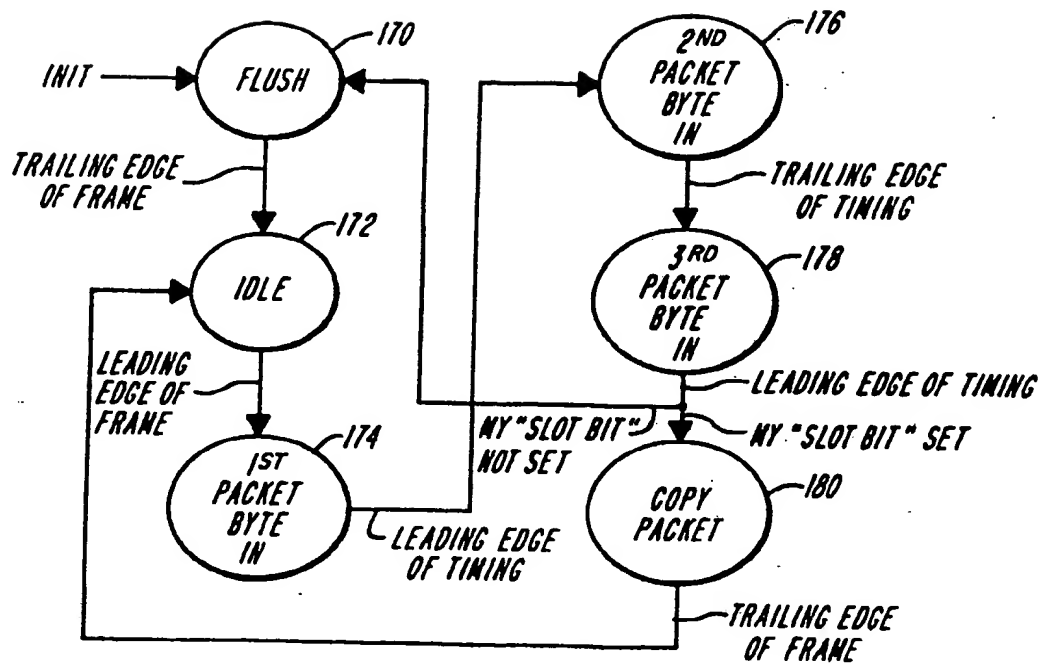 170
INIT
FLUSH
TRAILING EDGE
OF FRAME
172
IDLE
LEADING
EDGE OF
FRAME
174
1ST
PACKET
BYTE
IN
LEADING EDGE
OF TIMING
176
2ND
PACKET
BYTE
IN
TRAILING EDGE
OF TIMING
178
3RD
PACKET
BYTE
IN
LEADING EDGE OF TIMING
MY "SLOT BIT"
NOT SET
MY "SLOT BIT" SET
180
COPY
PACKET
TRAILING EDGE
OF FRAME